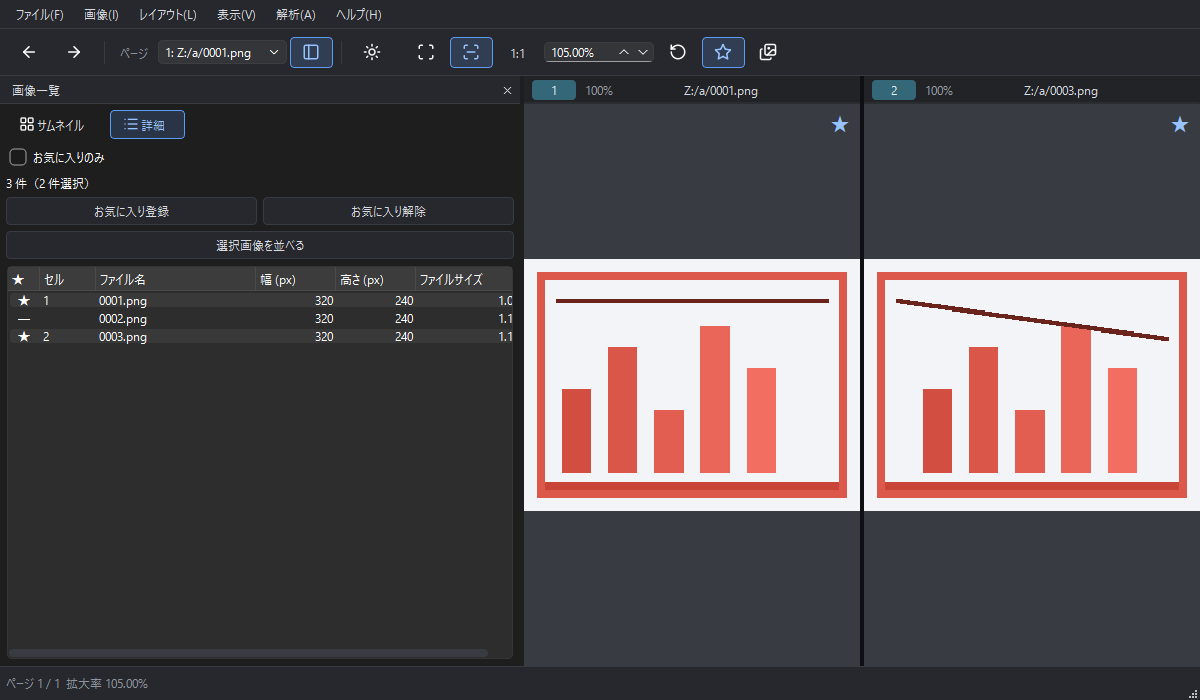 ファイル(F) 画像(I) レイアウト(L) 表示(V) 解析(A) ヘルプ(H)
ページ 1: Z:/a/0001.png 1:1 105.00%
画像一覧
サムネイル 詳細
お気に入りのみ
3 件（2 件選択）
お気に入り登録 お気に入り解除
選択画像を並べる
★ セル ファイル名 幅 (px) 高さ (px) ファイルサイズ
★ 1 0001.png 320 240 1.0
— 0002.png 320 240 1.1
★ 2 0003.png 320 240 1.1
1 100% Z:/a/0001.png
2 100% Z:/a/0003.png
ページ 1 / 1 拡大率 105.00%